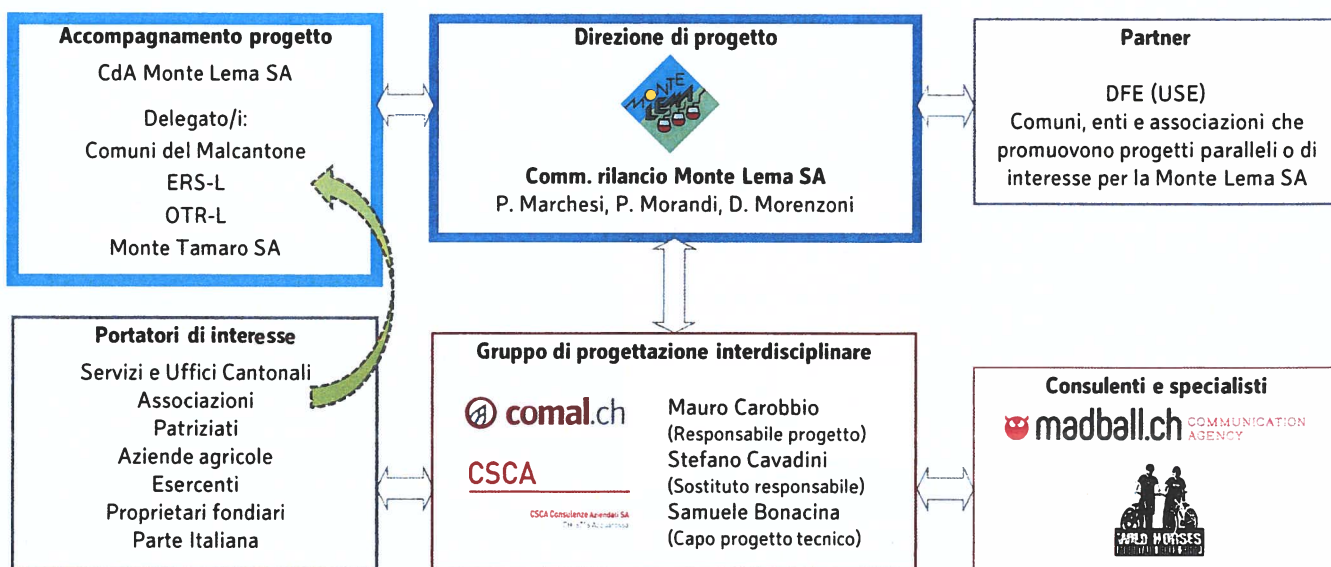 Accompagnamento progetto
CdA Monte Lema SA
Delegato/i:
Comuni del Malcantone
ERS-L
OTR-L
Monte Tamaro SA
Direzione di progetto
MONTE
LEMA
Comm. rilancio Monte Lema SA
P. Marchesi, P. Morandi, D. Morenzoni
Partner
DFE (USE)
Comuni, enti e associazioni che
promuovono progetti paralleli o di
interesse per la Monte Lema SA
Portatori di interesse
Servizi e Uffici Cantonali
Associazioni
Patriziati
Aziende agricole
Esercenti
Proprietari fondiari
Parte Italiana
Gruppo di progettazione interdisciplinare
comal.ch
CSCA
CSCA Consulenze Aziendali SA
Mauro Carobbio
(Responsabile progetto)
Stefano Cavadini
(Sostituto responsabile)
Samuele Bonacina
(Capo progetto tecnico)
Consulenti e specialisti
madball.ch COMMUNICATION
AGENCY
HORSES